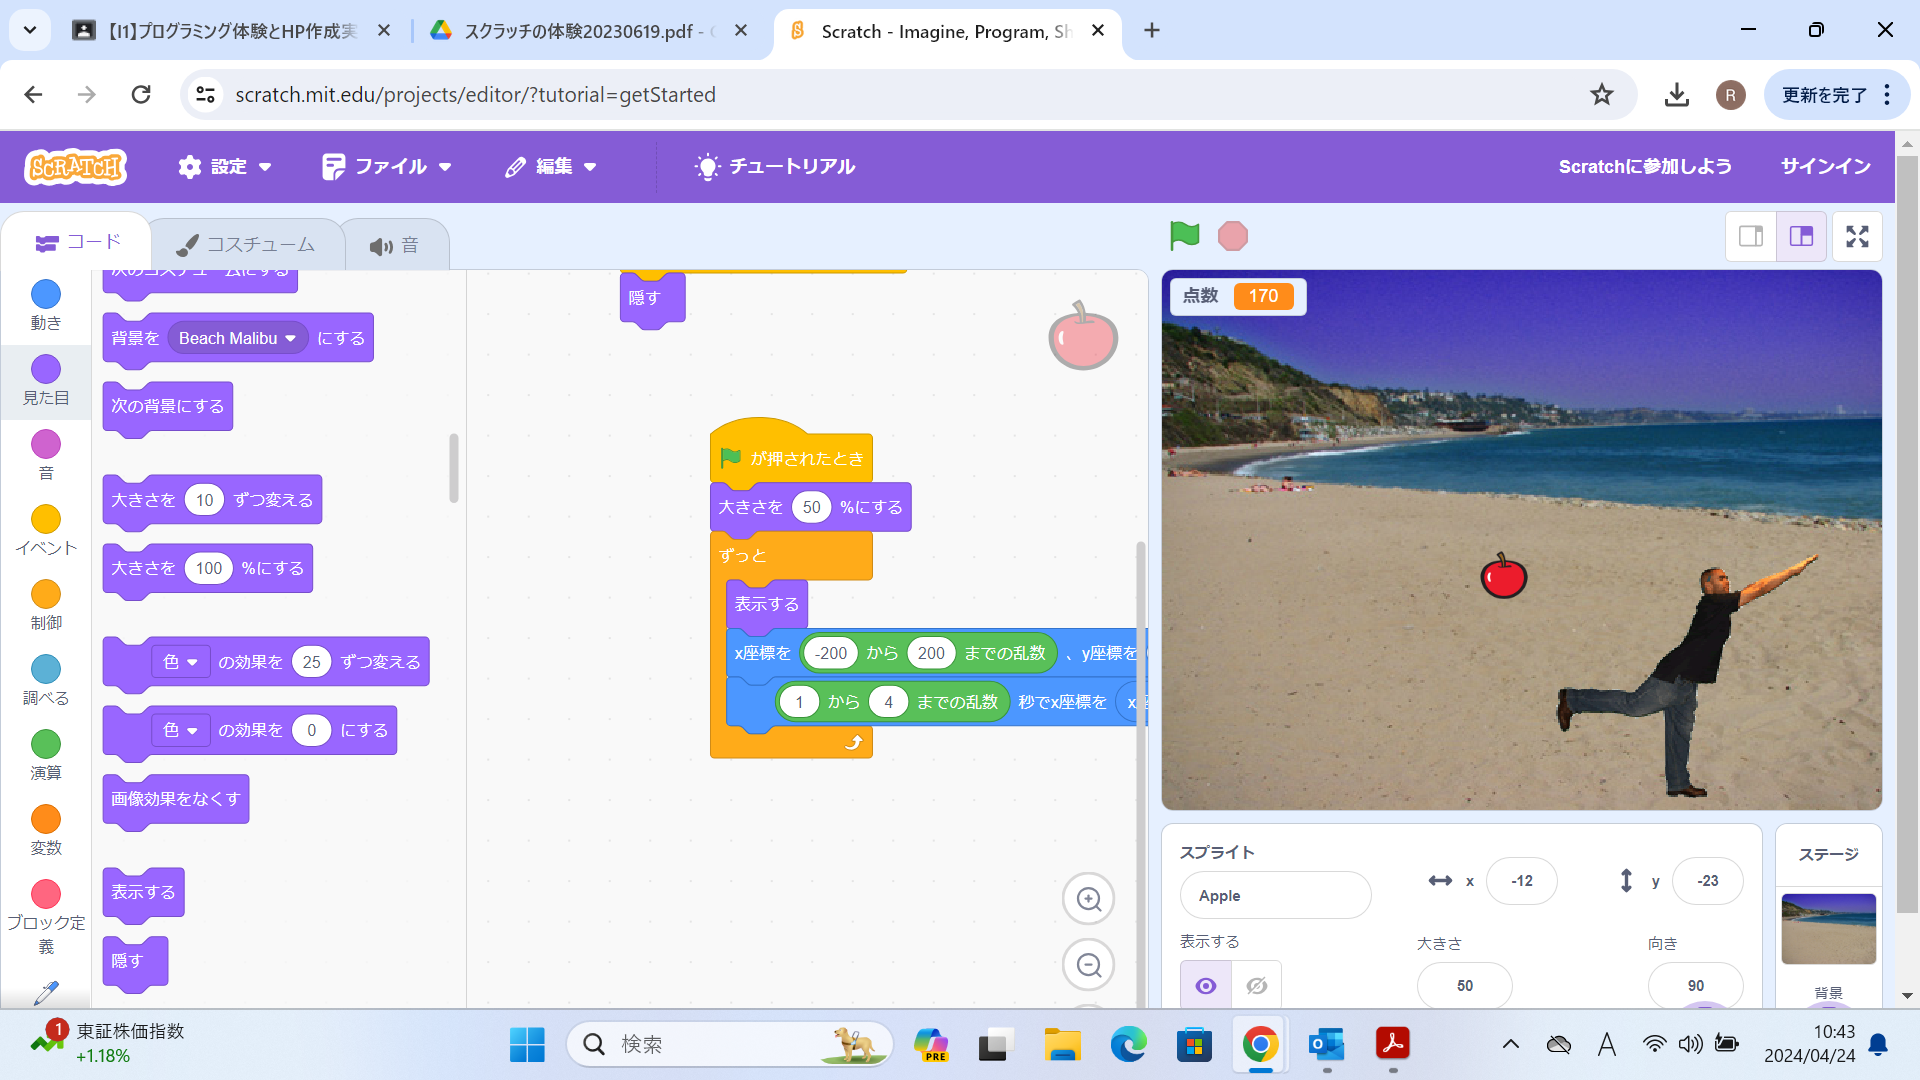 【I1】プログラミング体験とHP作成実
スクラッチの体験20230619.pdf -
Scratch - Imagine, Program, Sh
scratch.mit.edu/projects/editor/?tutorial=getStarted
R
更新を完了
SCRATCH
設定
ファイル
編集
チュートリアル
Scratchに参加しよう
サインイン
コード
コスチューム
音
動き
見た目
音
イベント
制御
調べる
演算
変数
ブロック定
義
次のコスチュームにする
背景を Beach Malibu にする
次の背景にする
大きさを 10 ずつ変える
大きさを 100 %にする
色 の効果を 25 ずつ変える
色 の効果を 0 にする
画像効果をなくす
表示する
隠す
隠す
が押されたとき
大きさを 50 %にする
ずっと
表示する
x座標を -200 から 200 までの乱数 、y座標を
1 から 4 までの乱数 秒でx座標を x
点数 170
スプライト
Apple
x -12
y -23
表示する
大きさ 50
向き 90
ステージ
背景
1
東証株価指数
+1.18%
検索
PRE
A
10:43
2024/04/24